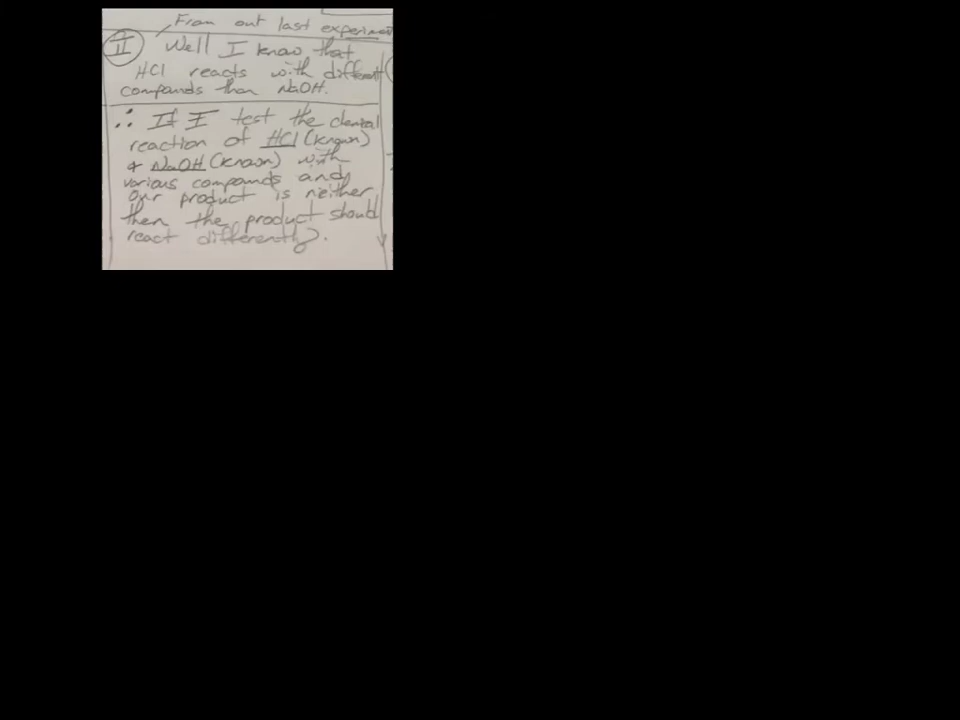 From out last experiment
II Well I know that
HCl reacts with different
compounds than NaOH.
∴ If I test the chemical
reaction of HCl (known)
+ NaOH (known) with
various compounds and
our product is neither
then the product should
react differently.